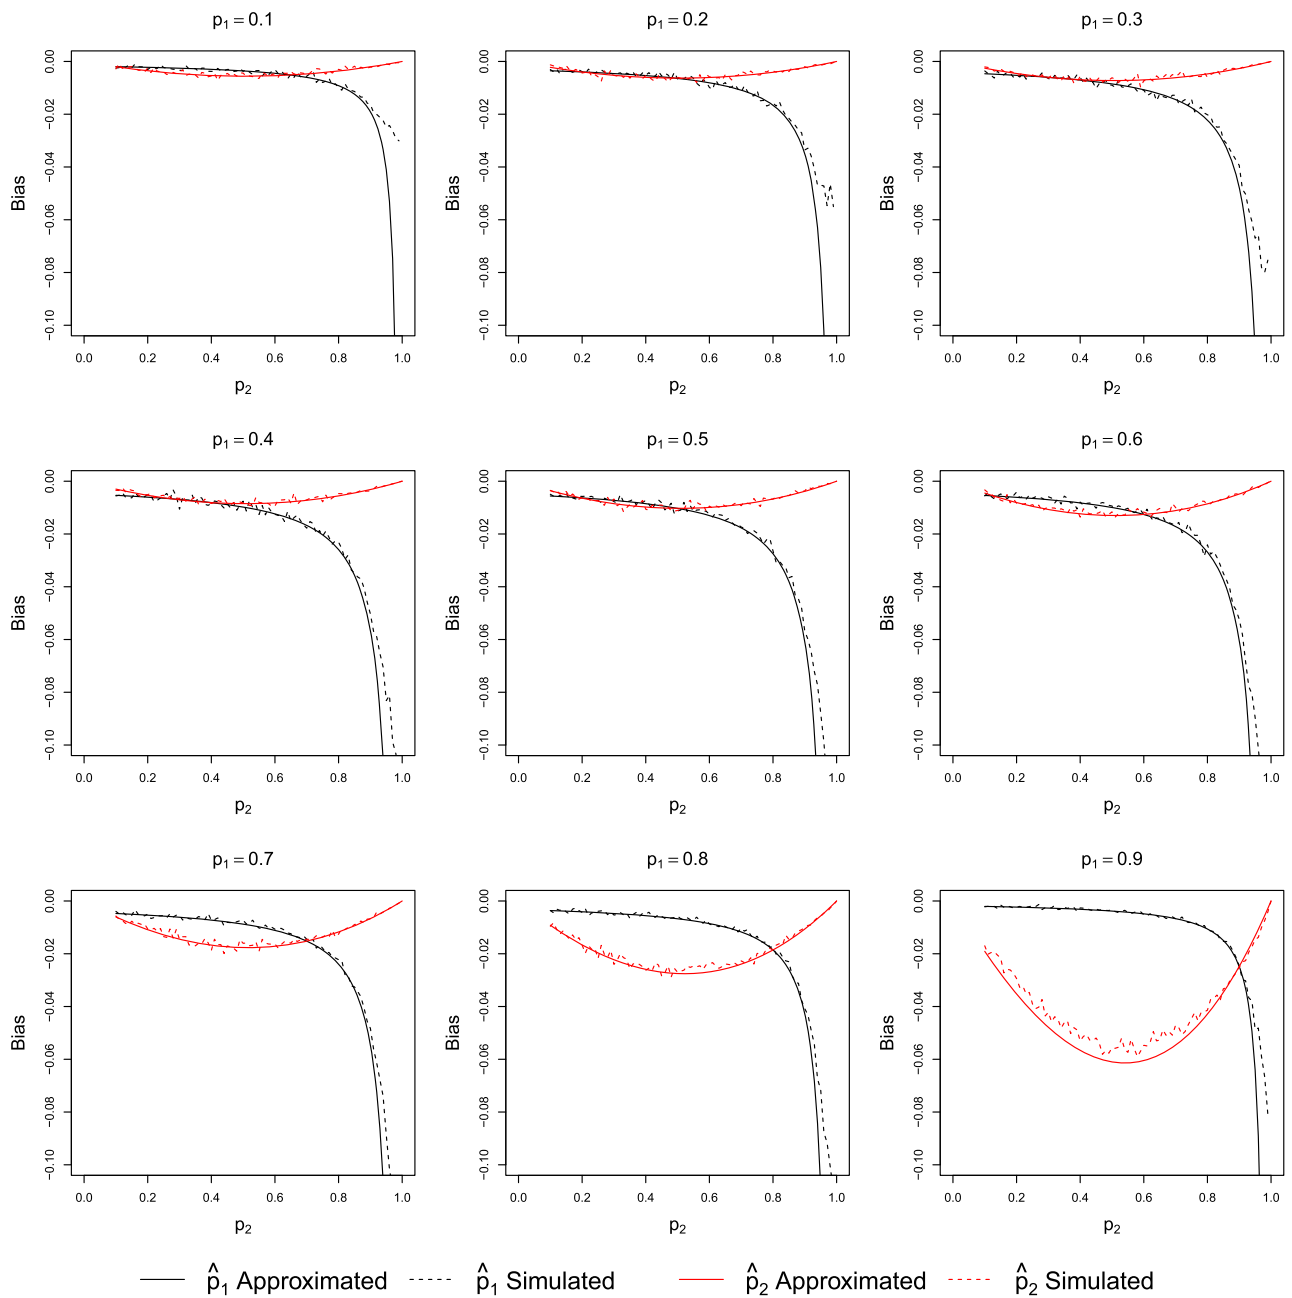 p₁ = 0.1 p₁ = 0.2 p₁ = 0.3
Bias 0.00 −0.02 −0.04 −0.06 −0.08 −0.10 Bias 0.00 −0.02 −0.04 −0.06 −0.08 −0.10 Bias 0.00 −0.02 −0.04 −0.06 −0.08 −0.10
0.0 0.2 0.4 0.6 0.8 1.0 0.0 0.2 0.4 0.6 0.8 1.0 0.0 0.2 0.4 0.6 0.8 1.0
p₂ p₂ p₂
p₁ = 0.4 p₁ = 0.5 p₁ = 0.6
Bias 0.00 −0.02 −0.04 −0.06 −0.08 −0.10 Bias 0.00 −0.02 −0.04 −0.06 −0.08 −0.10 Bias 0.00 −0.02 −0.04 −0.06 −0.08 −0.10
0.0 0.2 0.4 0.6 0.8 1.0 0.0 0.2 0.4 0.6 0.8 1.0 0.0 0.2 0.4 0.6 0.8 1.0
p₂ p₂ p₂
p₁ = 0.7 p₁ = 0.8 p₁ = 0.9
Bias 0.00 −0.02 −0.04 −0.06 −0.08 −0.10 Bias 0.00 −0.02 −0.04 −0.06 −0.08 −0.10 Bias 0.00 −0.02 −0.04 −0.06 −0.08 −0.10
0.0 0.2 0.4 0.6 0.8 1.0 0.0 0.2 0.4 0.6 0.8 1.0 0.0 0.2 0.4 0.6 0.8 1.0
p₂ p₂ p₂
p̂₁ Approximated p̂₁ Simulated p̂₂ Approximated p̂₂ Simulated